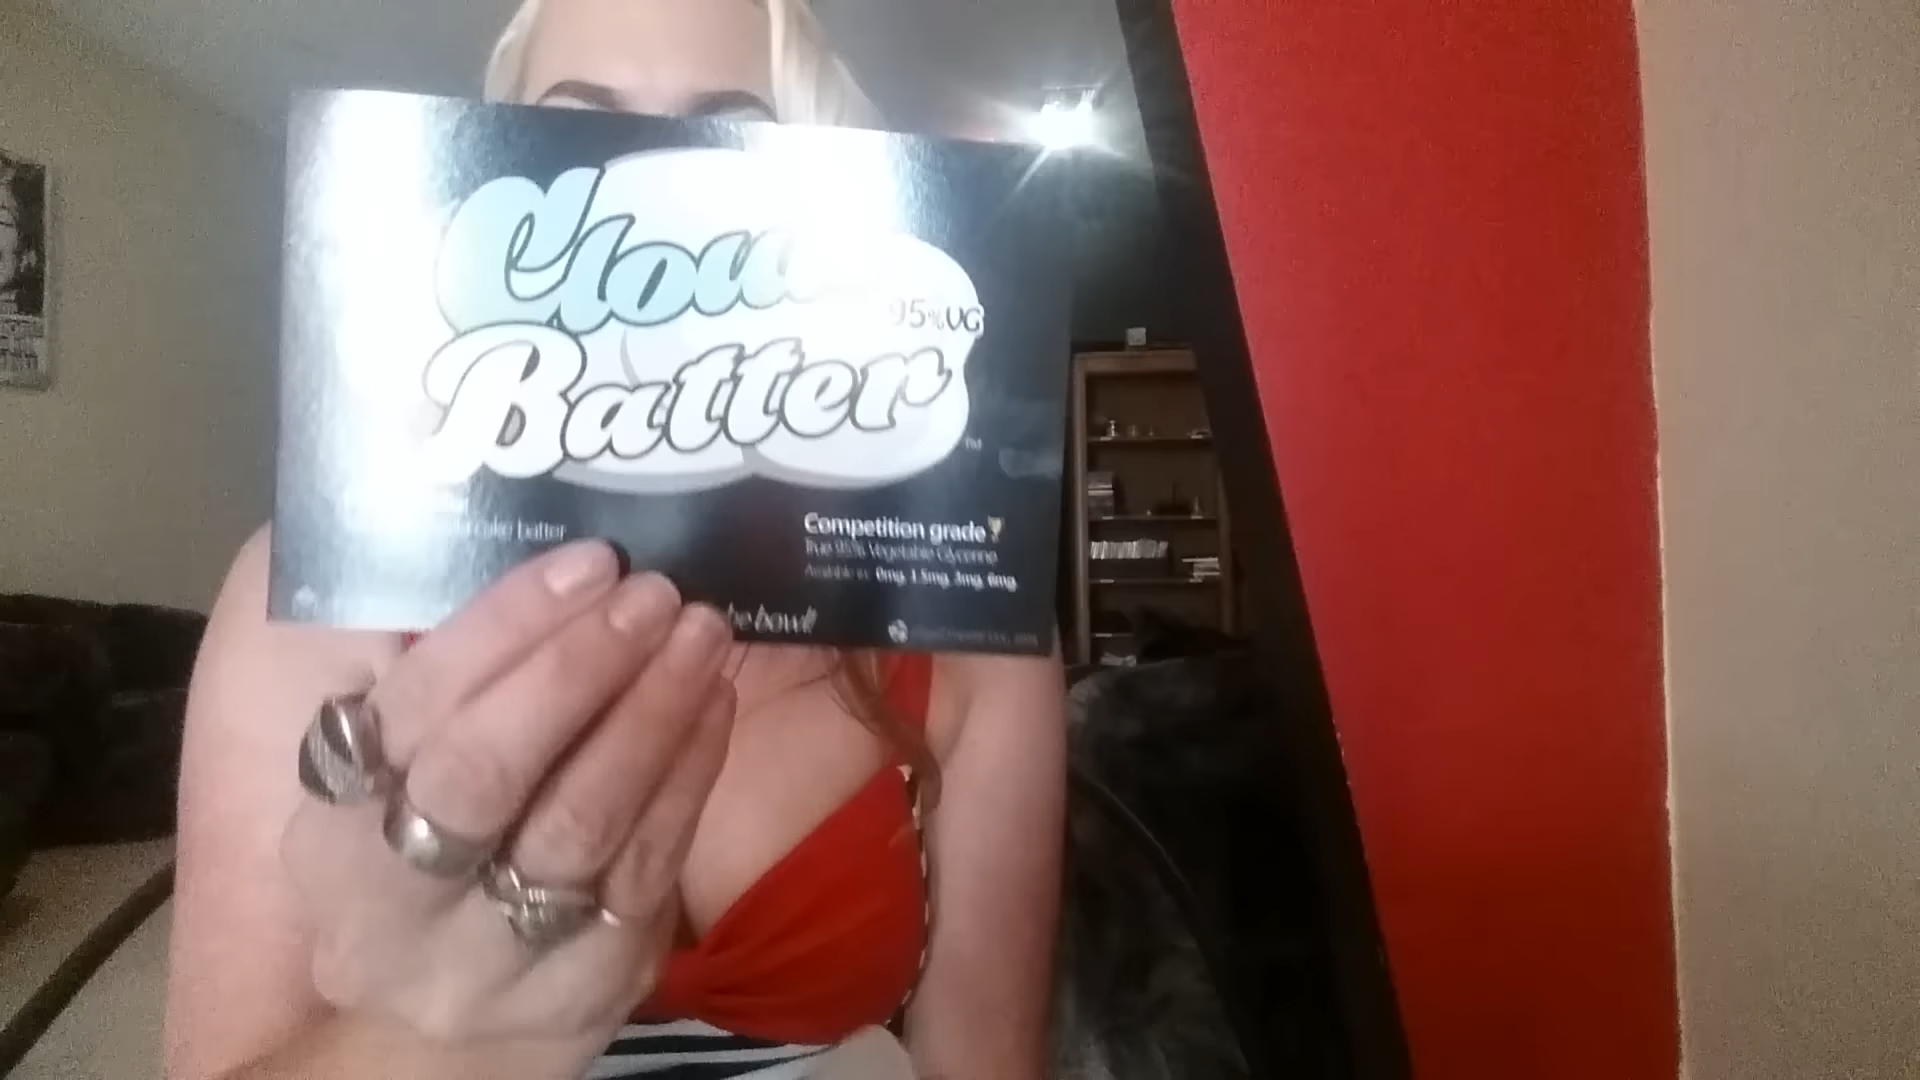 Clou
95%VG
Batter
TM
cake batter
Competition grade
True 95% Vegetable Glycerine
Available in: 0mg, 1.5mg, 3mg, 6mg
the bowl!